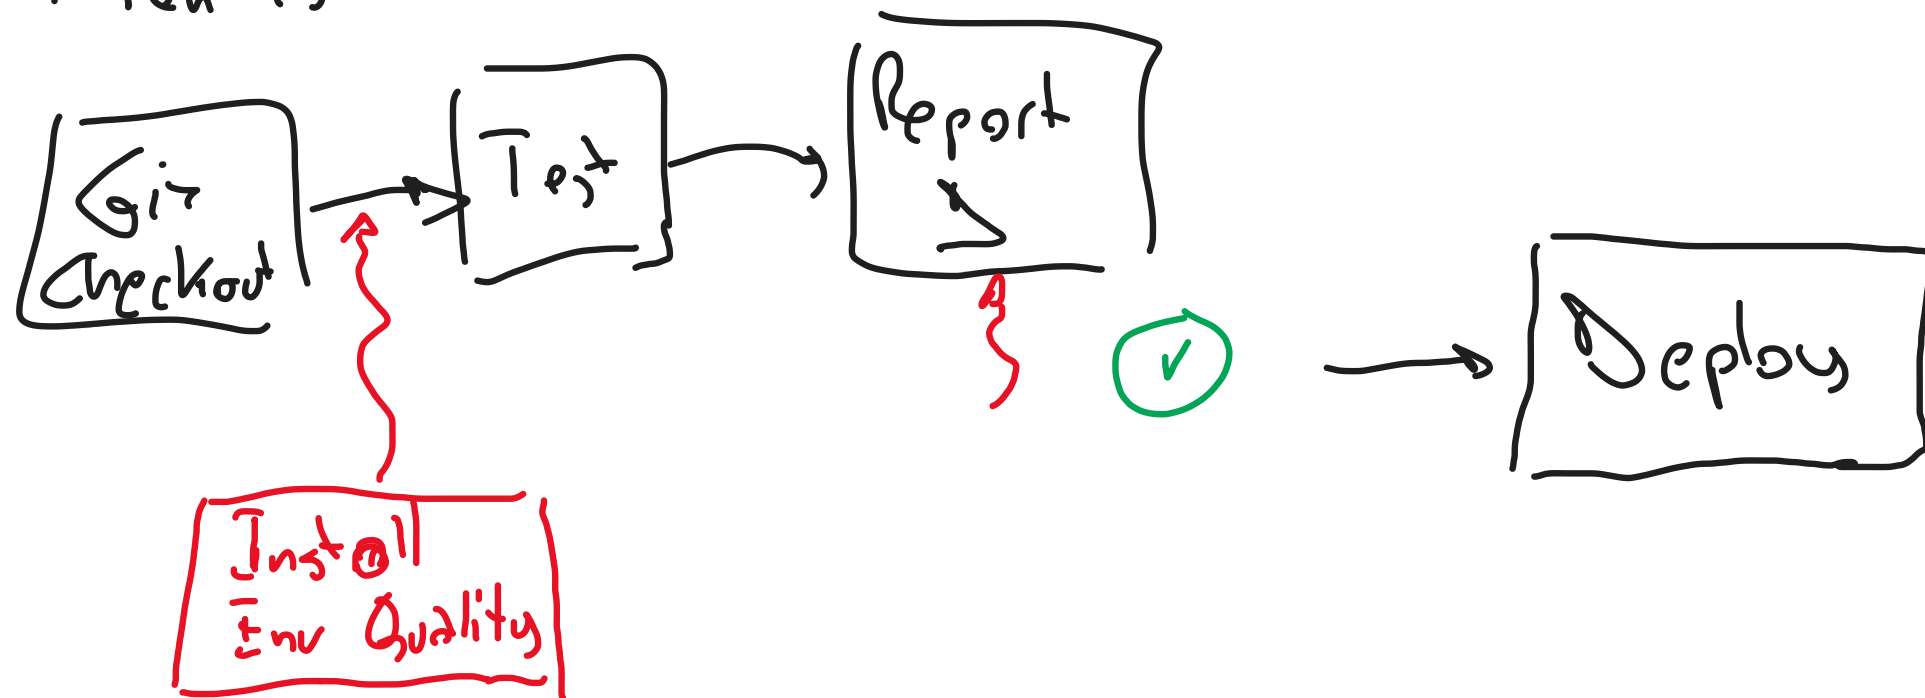 Git
Checkout
Test
Report
Deploy
Install
Env Quality